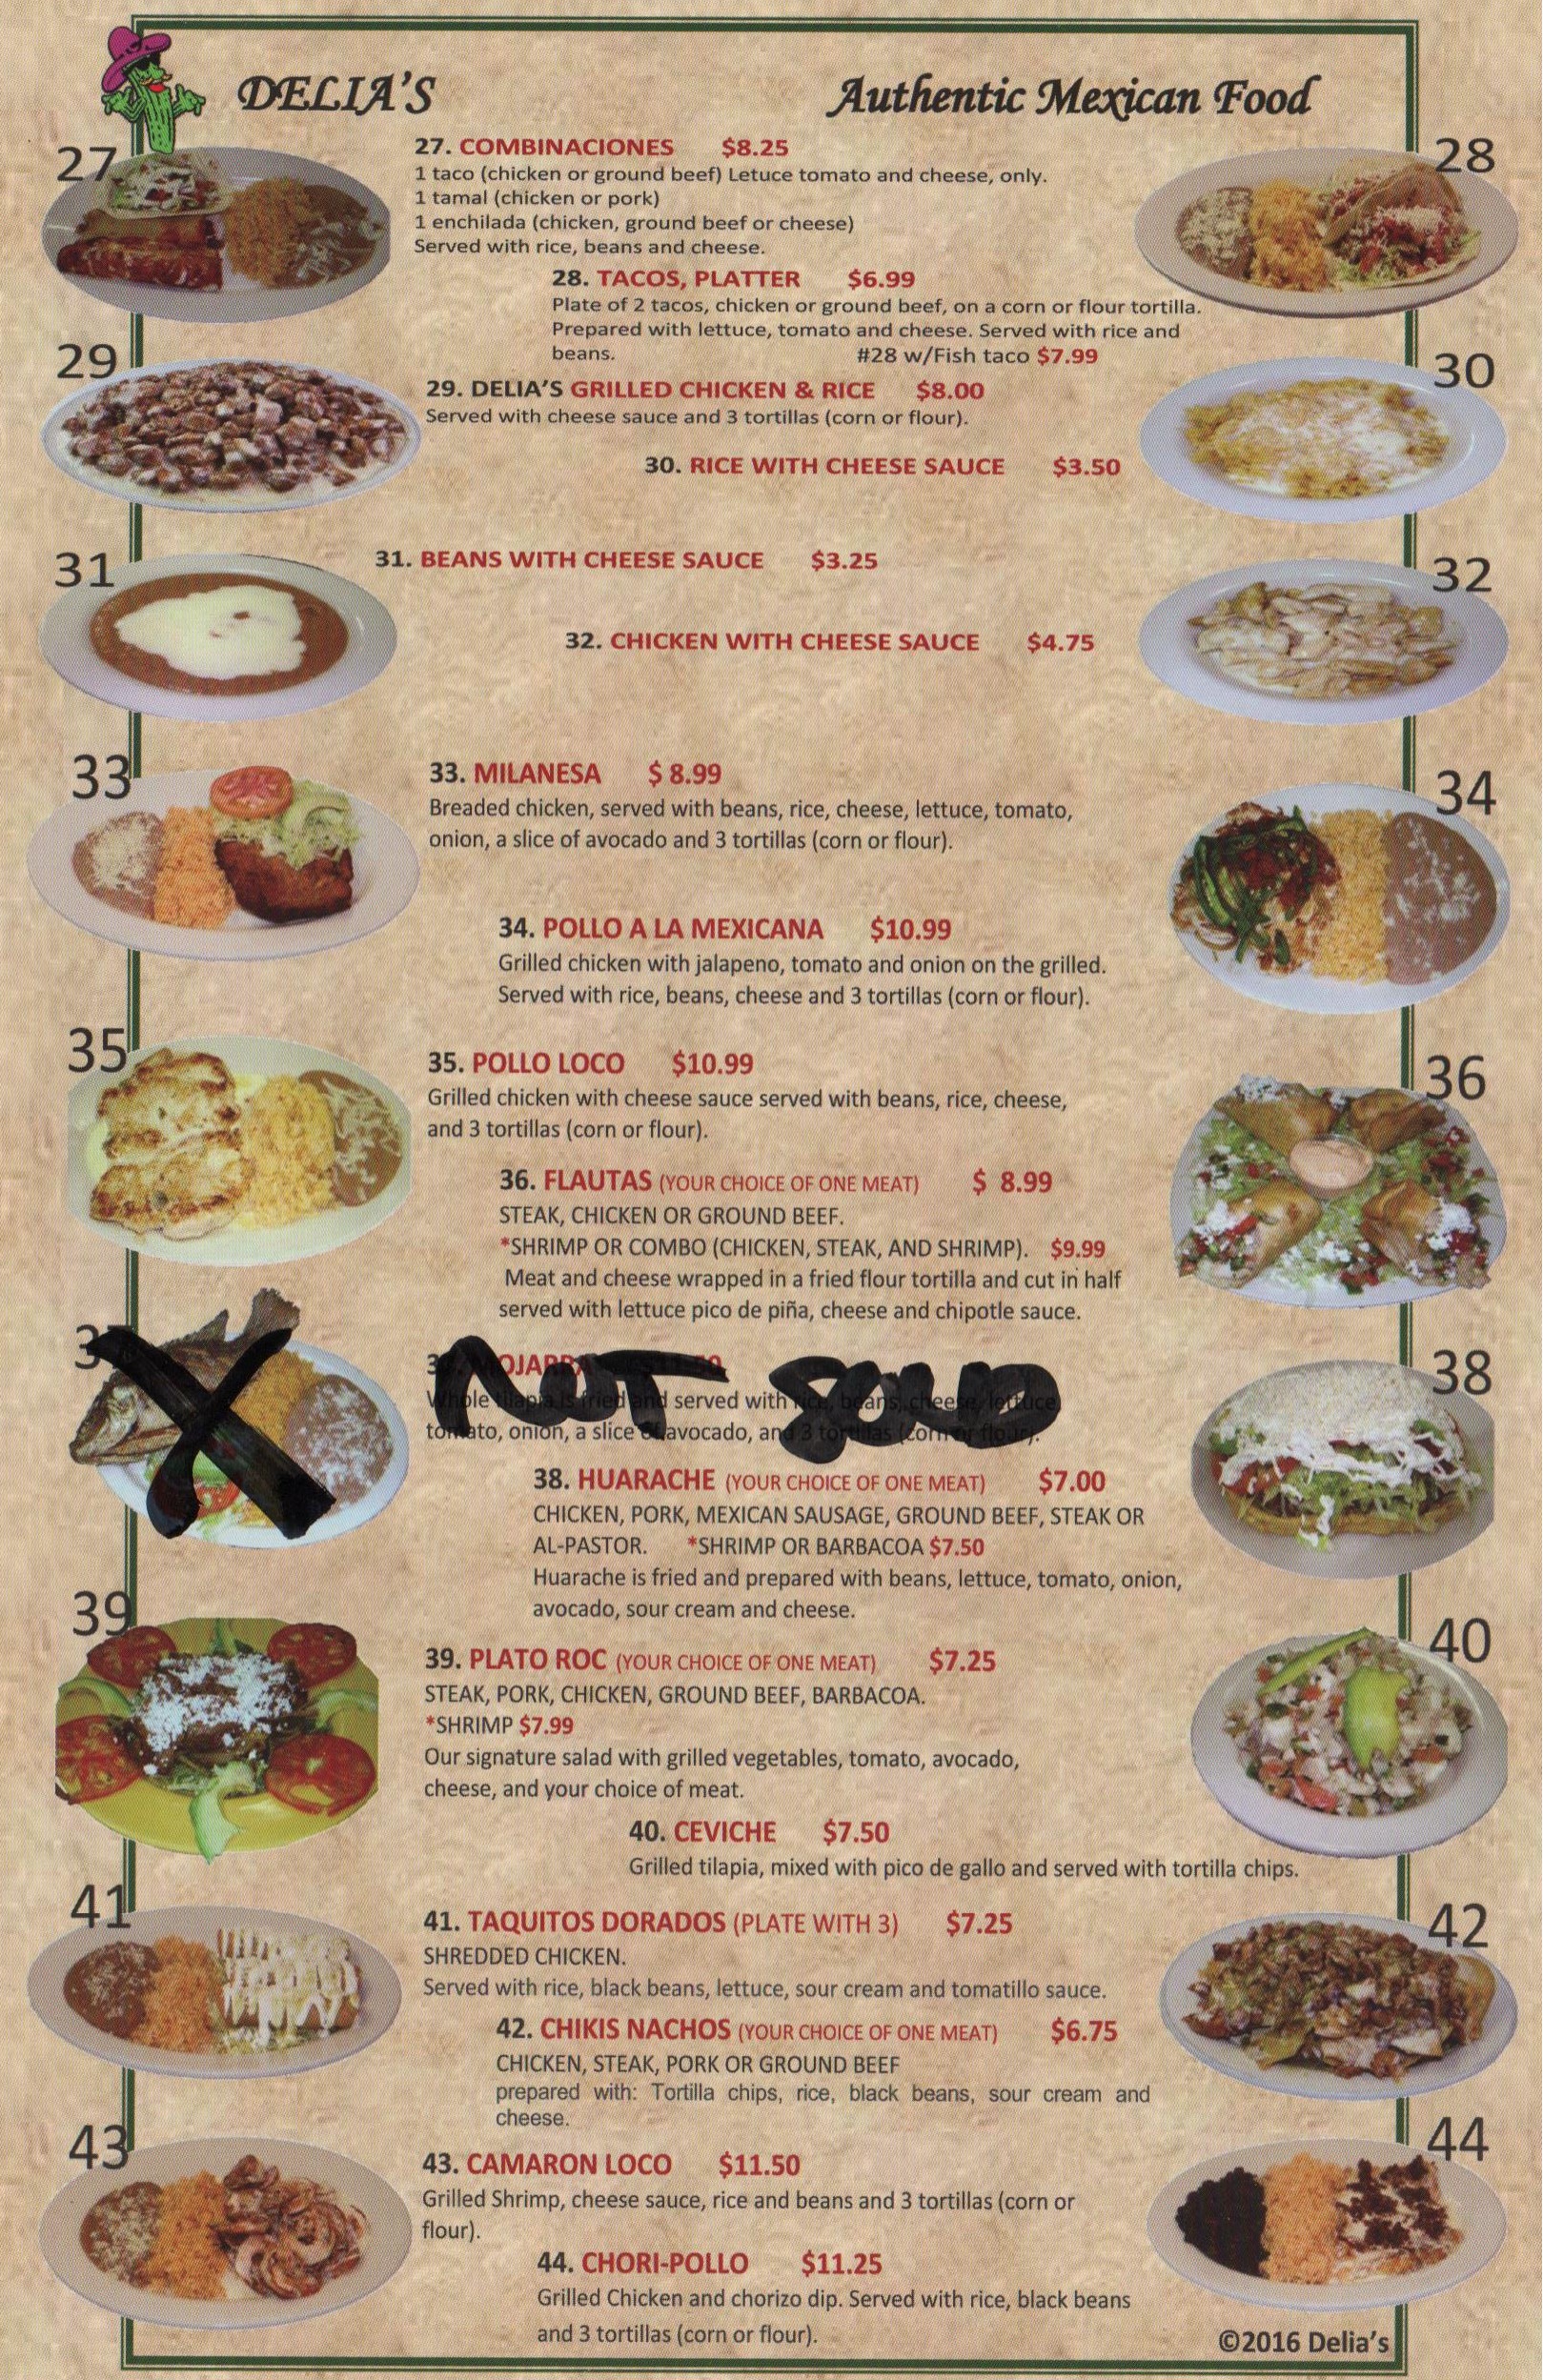 DELIA'S
Authentic Mexican Food
27
28
27. COMBINACIONES $8.25
1 taco (chicken or ground beef) Letuce tomato and cheese, only.
1 tamal (chicken or pork)
1 enchilada (chicken, ground beef or cheese)
Served with rice, beans and cheese.
28. TACOS, PLATTER $6.99
Plate of 2 tacos, chicken or ground beef, on a corn or flour tortilla.
Prepared with lettuce, tomato and cheese. Served with rice and
beans. #28 w/Fish taco $7.99
29
30
29. DELIA'S GRILLED CHICKEN & RICE $8.00
Served with cheese sauce and 3 tortillas (corn or flour).
30. RICE WITH CHEESE SAUCE $3.50
31
32
31. BEANS WITH CHEESE SAUCE $3.25
32. CHICKEN WITH CHEESE SAUCE $4.75
33
34
33. MILANESA $ 8.99
Breaded chicken, served with beans, rice, cheese, lettuce, tomato,
onion, a slice of avocado and 3 tortillas (corn or flour).
34. POLLO A LA MEXICANA $10.99
Grilled chicken with jalapeno, tomato and onion on the grilled.
Served with rice, beans, cheese and 3 tortillas (corn or flour).
35
36
35. POLLO LOCO $10.99
Grilled chicken with cheese sauce served with beans, rice, cheese,
and 3 tortillas (corn or flour).
36. FLAUTAS (YOUR CHOICE OF ONE MEAT) $ 8.99
STEAK, CHICKEN OR GROUND BEEF.
*SHRIMP OR COMBO (CHICKEN, STEAK, AND SHRIMP). $9.99
Meat and cheese wrapped in a fried flour tortilla and cut in half
served with lettuce pico de piña, cheese and chipotle sauce.
NOT SOLD
Whole tilapia is fried and served with rice, beans, cheese, lettuce,
tomato, onion, a slice of avocado, and 3 tortillas (corn or flour).
38
38. HUARACHE (YOUR CHOICE OF ONE MEAT) $7.00
CHICKEN, PORK, MEXICAN SAUSAGE, GROUND BEEF, STEAK OR
AL-PASTOR. *SHRIMP OR BARBACOA $7.50
Huarache is fried and prepared with beans, lettuce, tomato, onion,
avocado, sour cream and cheese.
39
40
39. PLATO ROC (YOUR CHOICE OF ONE MEAT) $7.25
STEAK, PORK, CHICKEN, GROUND BEEF, BARBACOA.
*SHRIMP $7.99
Our signature salad with grilled vegetables, tomato, avocado,
cheese, and your choice of meat.
40. CEVICHE $7.50
Grilled tilapia, mixed with pico de gallo and served with tortilla chips.
41
42
41. TAQUITOS DORADOS (PLATE WITH 3) $7.25
SHREDDED CHICKEN.
Served with rice, black beans, lettuce, sour cream and tomatillo sauce.
42. CHIKIS NACHOS (YOUR CHOICE OF ONE MEAT) $6.75
CHICKEN, STEAK, PORK OR GROUND BEEF
prepared with: Tortilla chips, rice, black beans, sour cream and
cheese.
43
44
43. CAMARON LOCO $11.50
Grilled Shrimp, cheese sauce, rice and beans and 3 tortillas (corn or
flour).
44. CHORI-POLLO $11.25
Grilled Chicken and chorizo dip. Served with rice, black beans
and 3 tortillas (corn or flour).
©2016 Delia's